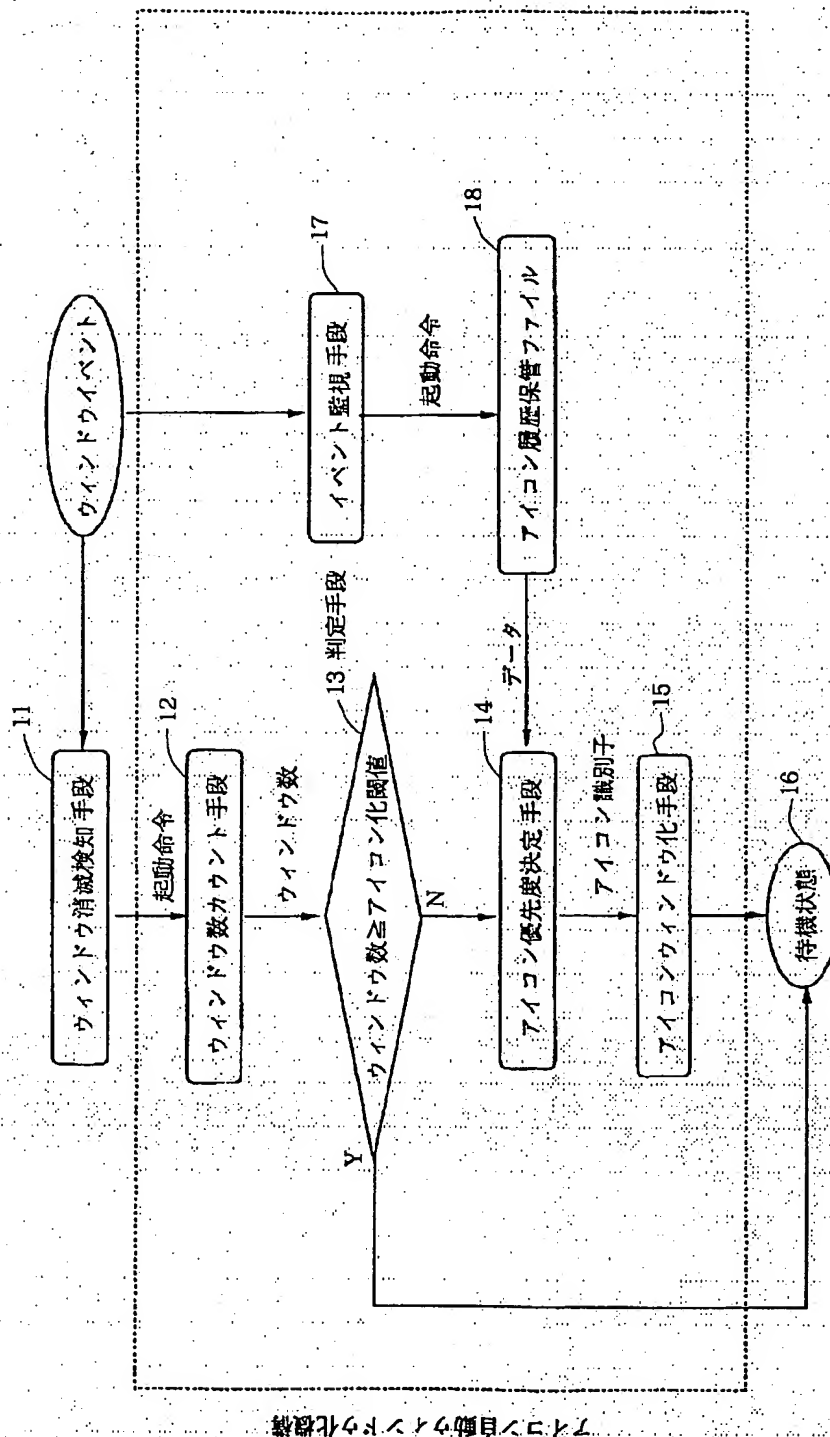 ウィンドウイベント
11
ウィンドウ消滅検知手段
起動命令
12
ウィンドウ数カウント手段
ウィンドウ数
13 判定手段
ウィンドウ数≧アイコン化閾値
Y
N
17
イベント監視手段
起動命令
18
アイコン履歴保管ファイル
データ
14
アイコン優先度決定手段
アイコン識別子
15
アイコンウィンドウ化手段
16
待機状態
アイコン自動ウィンドウ化機構